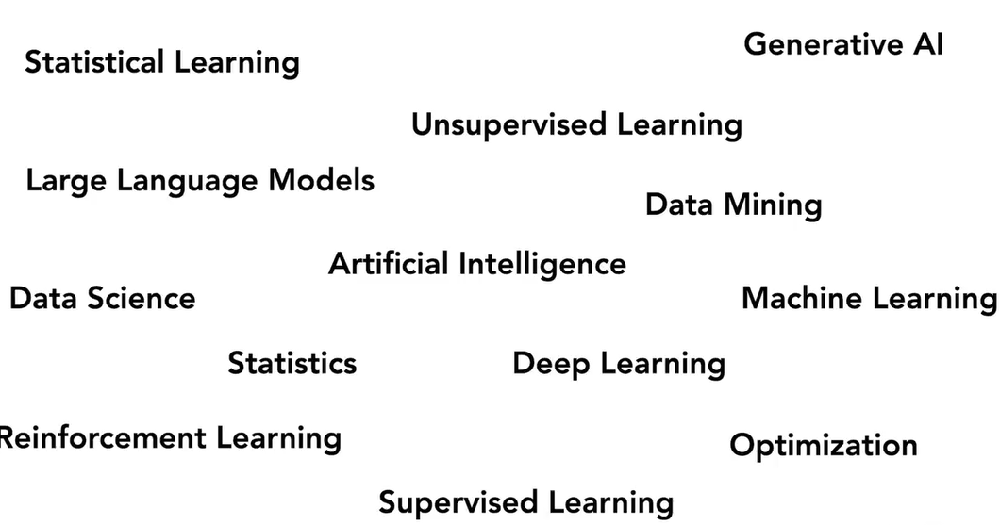 Generative AI
Statistical Learning
Unsupervised Learning
Large Language Models
Data Mining
Artificial Intelligence
Data Science
Machine Learning
Statistics
Deep Learning
Reinforcement Learning
Optimization
Supervised Learning